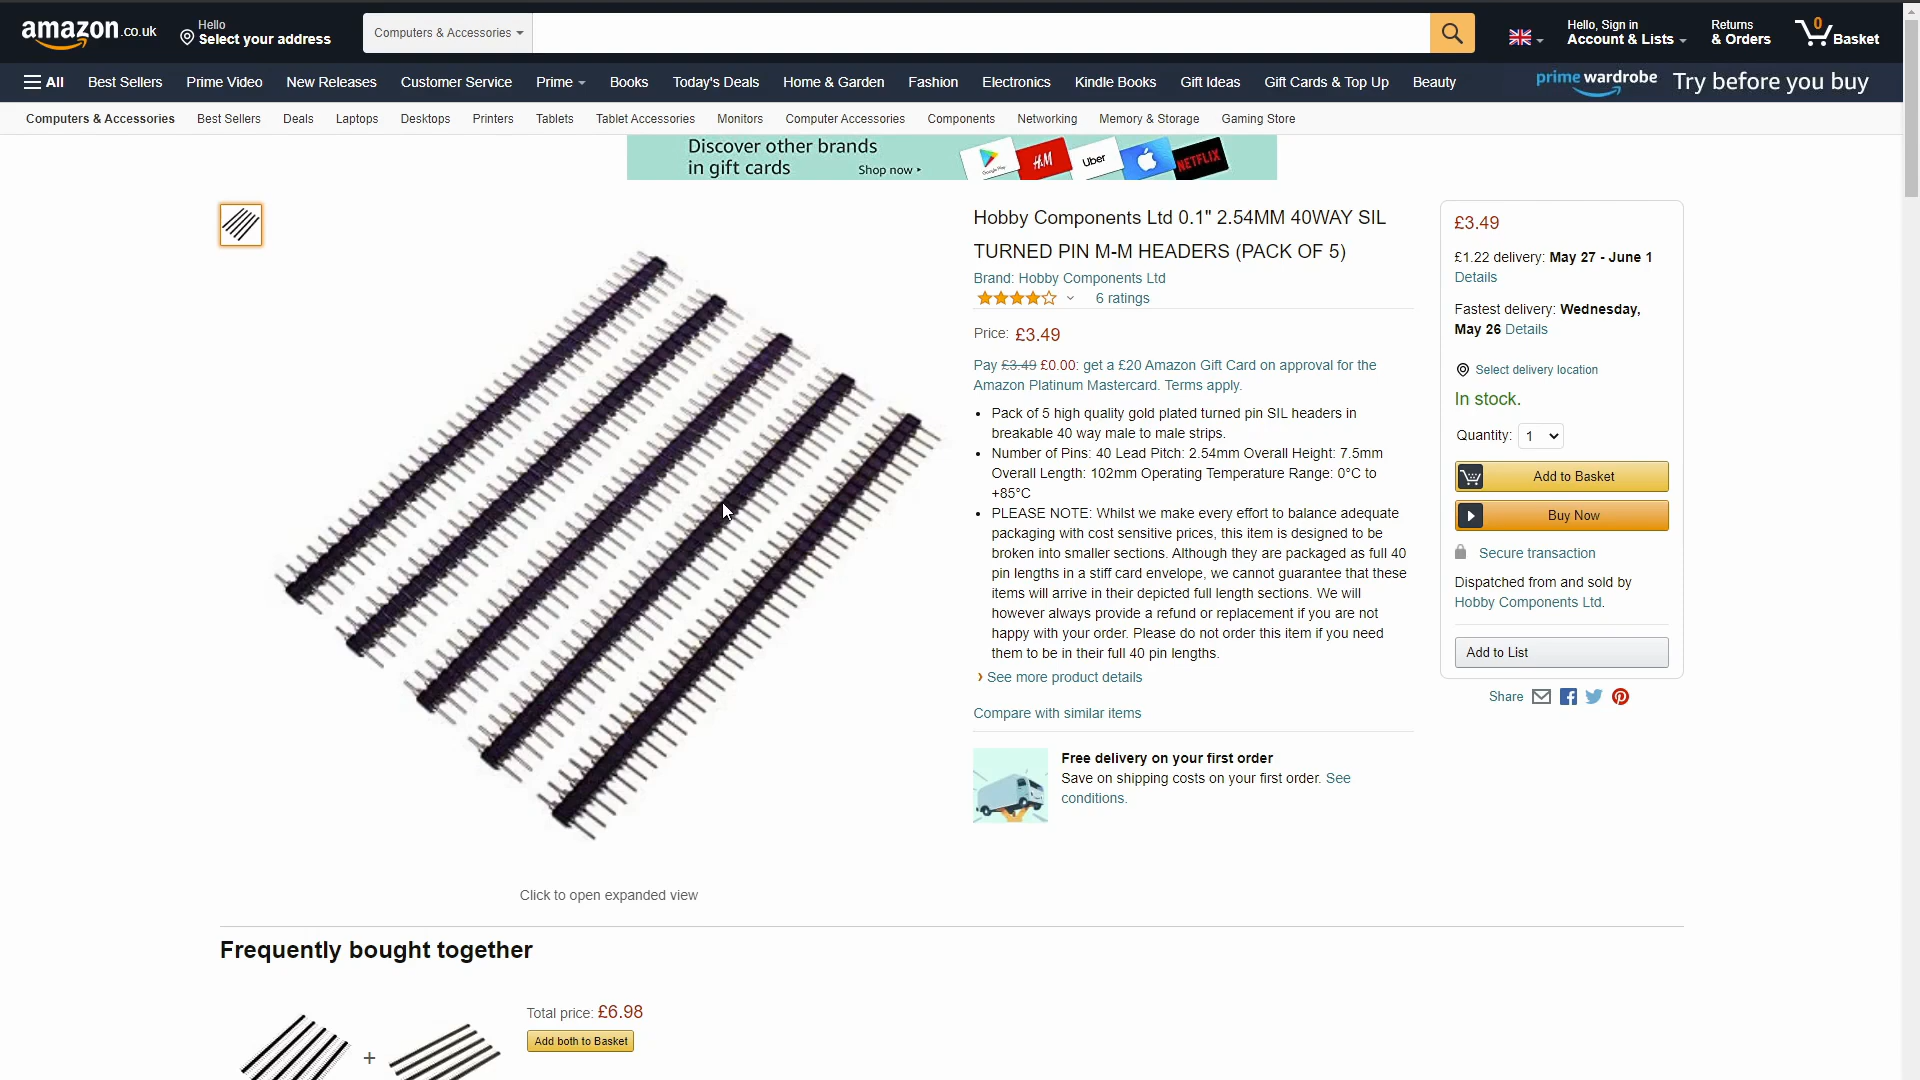 amazon.co.uk
Hello
Select your address
Computers & Accessories
Hello, Sign in
Account & Lists
Returns
& Orders
0
Basket
All
Best Sellers
Prime Video
New Releases
Customer Service
Prime
Books
Today's Deals
Home & Garden
Fashion
Electronics
Kindle Books
Gift Ideas
Gift Cards & Top Up
Beauty
prime wardrobe Try before you buy
Computers & Accessories
Best Sellers
Deals
Laptops
Desktops
Printers
Tablets
Tablet Accessories
Monitors
Computer Accessories
Components
Networking
Memory & Storage
Gaming Store
Discover other brands
in gift cards
Shop now
Google Play
H&M
Uber
NETFLIX
Hobby Components Ltd 0.1" 2.54MM 40WAY SIL
TURNED PIN M-M HEADERS (PACK OF 5)
Brand: Hobby Components Ltd
6 ratings
Price: £3.49
Pay £3.49 £0.00: get a £20 Amazon Gift Card on approval for the
Amazon Platinum Mastercard. Terms apply.
• Pack of 5 high quality gold plated turned pin SIL headers in
breakable 40 way male to male strips.
• Number of Pins: 40 Lead Pitch: 2.54mm Overall Height: 7.5mm
Overall Length: 102mm Operating Temperature Range: 0°C to
+85°C
• PLEASE NOTE: Whilst we make every effort to balance adequate
packaging with cost sensitive prices, this item is designed to be
broken into smaller sections. Although they are packaged as full 40
pin lengths in a stiff card envelope, we cannot guarantee that these
items will arrive in their depicted full length sections. We will
however always provide a refund or replacement if you are not
happy with your order. Please do not order this item if you need
them to be in their full 40 pin lengths.
› See more product details
Compare with similar items
Free delivery on your first order
Save on shipping costs on your first order. See
conditions.
£3.49
£1.22 delivery: May 27 - June 1
Details
Fastest delivery: Wednesday,
May 26 Details
Select delivery location
In stock.
Quantity: 1
Add to Basket
Buy Now
Secure transaction
Dispatched from and sold by
Hobby Components Ltd.
Add to List
Share
Click to open expanded view
Frequently bought together
Total price: £6.98
Add both to Basket
+